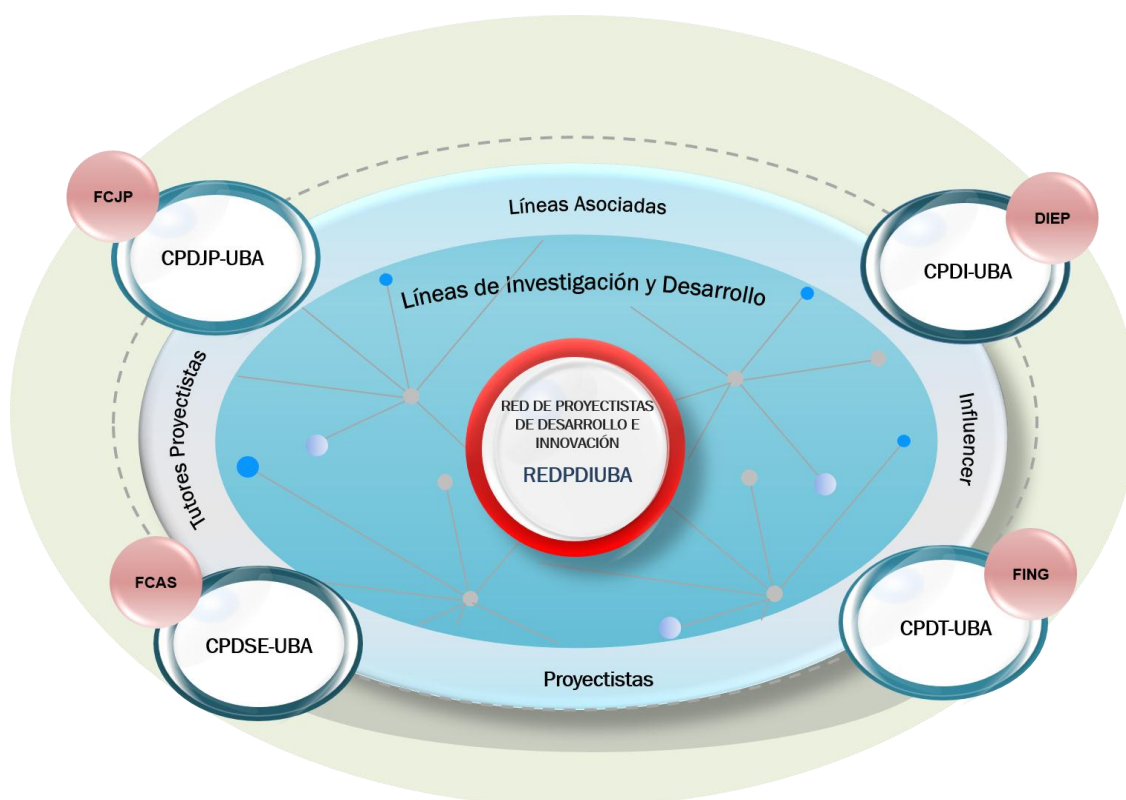 Líneas Asociadas
FCJP
DIEP
CPDJP-UBA
CPDI-UBA
Líneas de Investigación y Desarrollo
RED DE PROYECTISTAS
DE DESARROLLO E
INNOVACIÓN
REDPDIUBA
Tutores Proyectistas
Influencer
FCAS
FING
CPDSE-UBA
CPDT-UBA
Proyectistas